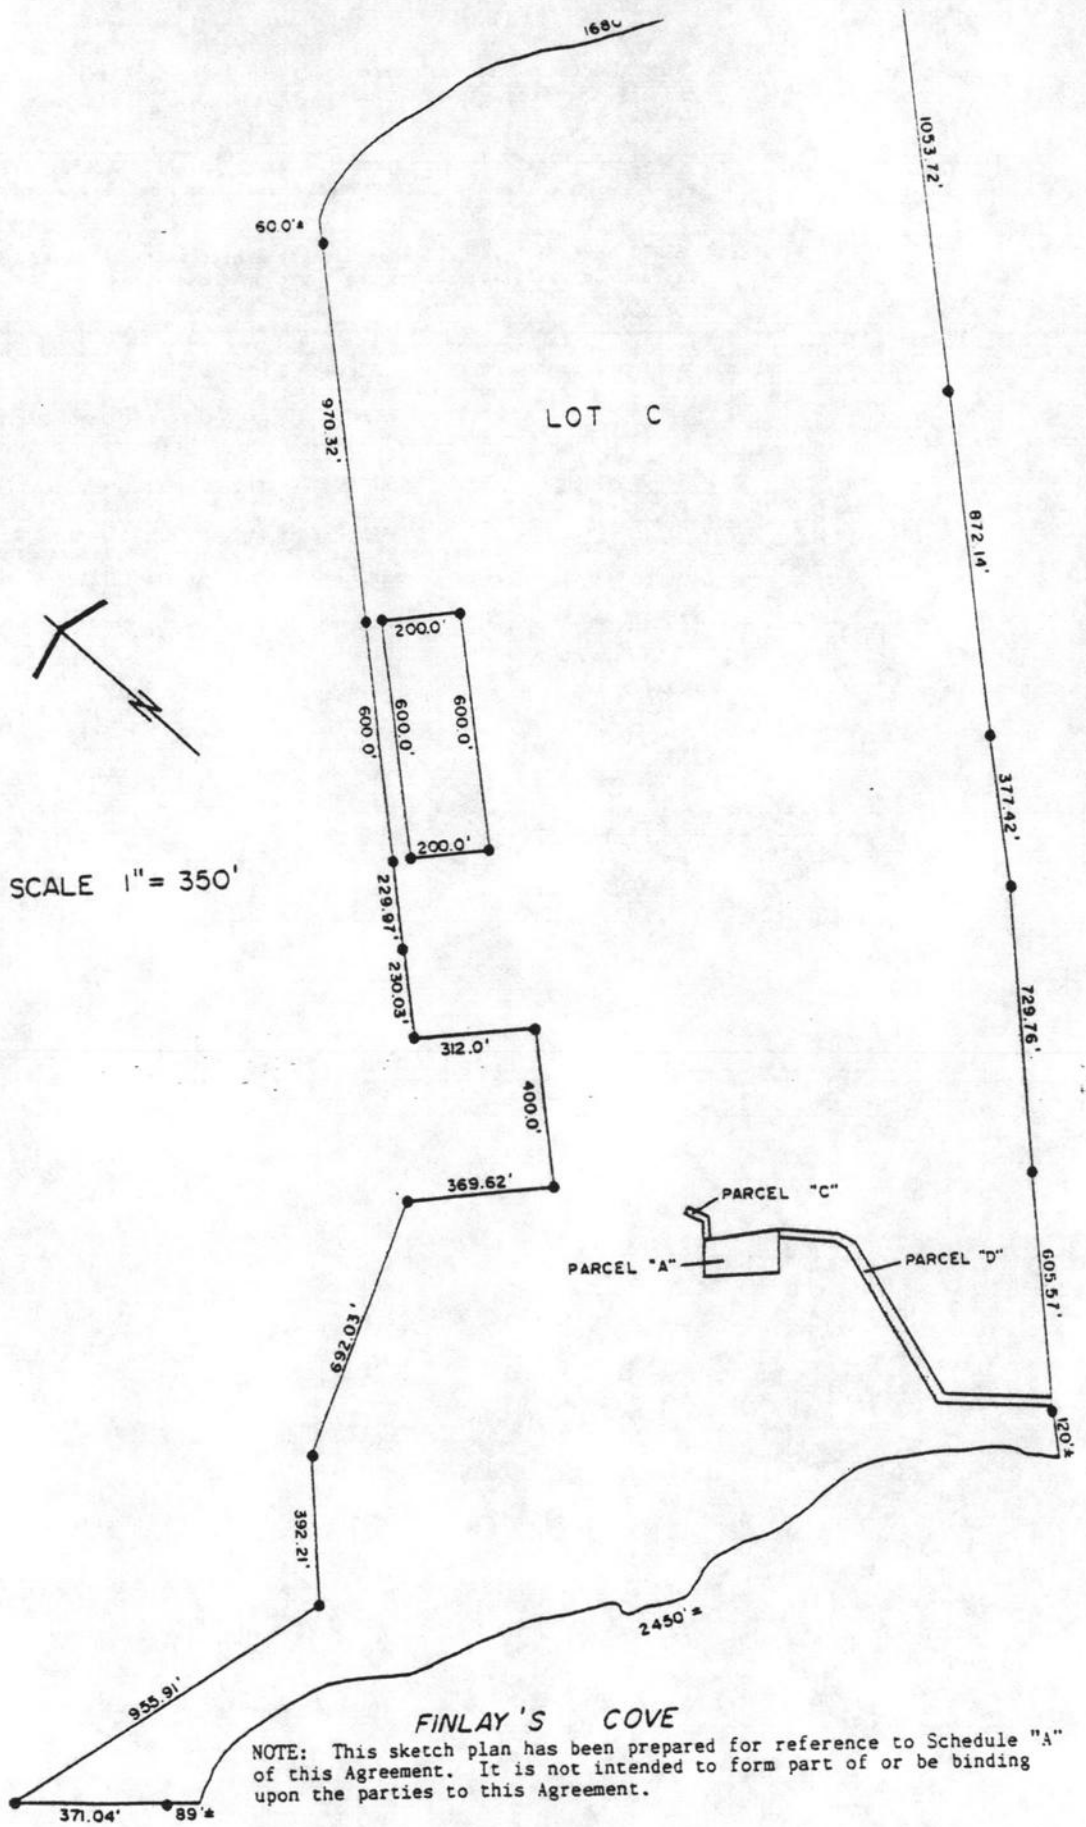 1053.72'
60.0'±
970.32'
LOT C
872.14'
200.0'
600.0'
600.0'
600.0'
377.42'
N
200.0'
SCALE 1" = 350'
229.97'
230.03'
729.76'
312.0'
400.0'
369.62'
PARCEL "C"
PARCEL "A"
PARCEL "D"
605.57'
692.03'
120'±
392.21'
2450'±
955.91'
FINLAY'S COVE
NOTE: This sketch plan has been prepared for reference to Schedule "A"
of this Agreement. It is not intended to form part of or be binding
upon the parties to this Agreement.
371.04'
89'±